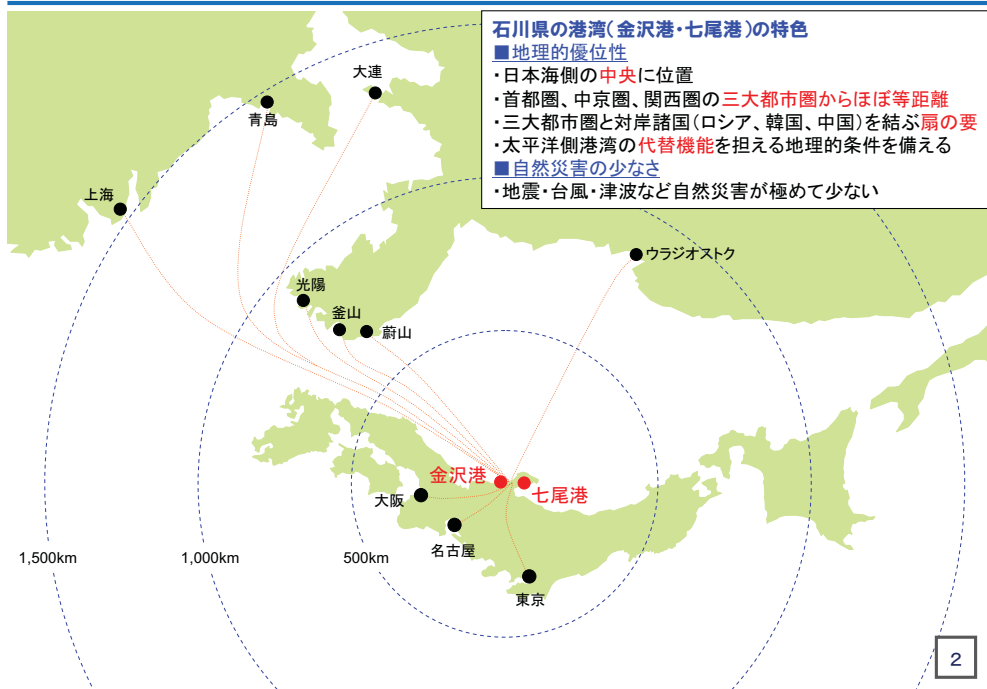 石川県の港湾(金沢港・七尾港)の特色
■地理的優位性
・日本海側の中央に位置
・首都圏、中京圏、関西圏の三大都市圏からほぼ等距離
・三大都市圏と対岸諸国(ロシア、韓国、中国)を結ぶ扇の要
・太平洋側港湾の代替機能を担える地理的条件を備える
■自然災害の少なさ
・地震・台風・津波など自然災害が極めて少ない
大連
青島
上海
ウラジオストク
光陽
釜山
蔚山
金沢港
七尾港
大阪
名古屋
東京
1,500km
1,000km
500km
2